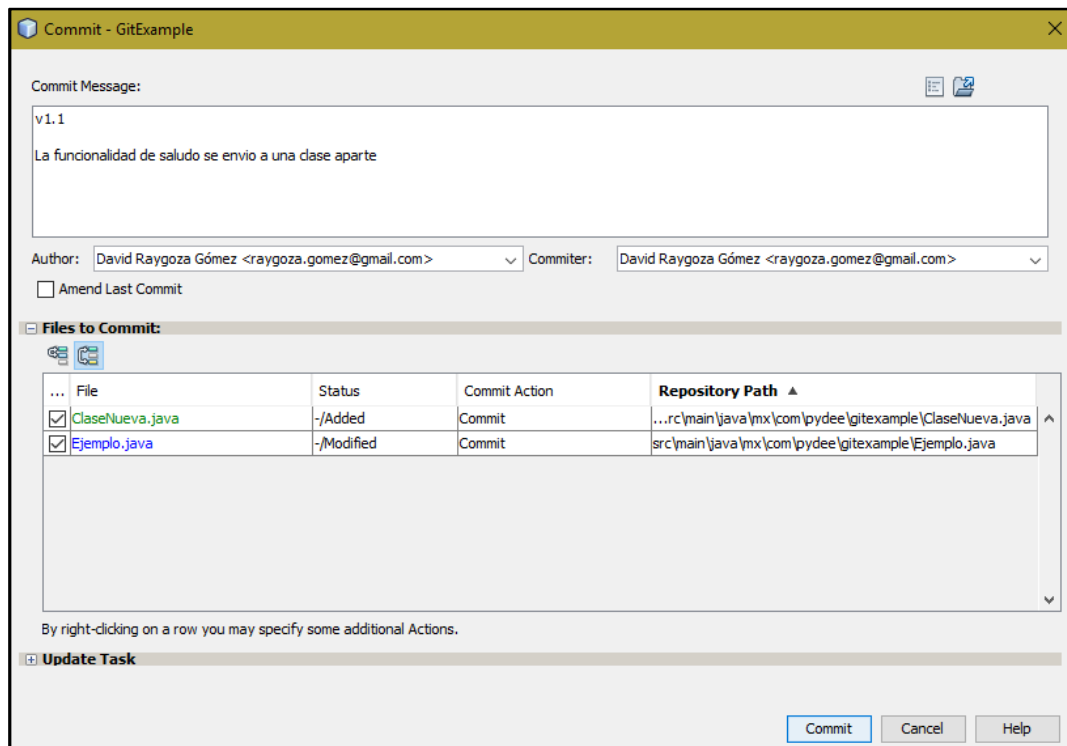 Commit - GitExample
Commit Message:
v1.1
La funcionalidad de saludo se envio a una clase aparte
Author: David Raygoza Gómez <raygoza.gomez@gmail.com> Commiter: David Raygoza Gómez <raygoza.gomez@gmail.com>
Amend Last Commit
Files to Commit:
... File Status Commit Action Repository Path ▲
ClaseNueva.java -/Added Commit ...rc\main\java\mx\com\pydee\gitexample\ClaseNueva.java
Ejemplo.java -/Modified Commit src\main\java\mx\com\pydee\gitexample\Ejemplo.java
By right-clicking on a row you may specify some additional Actions.
Update Task
Commit Cancel Help